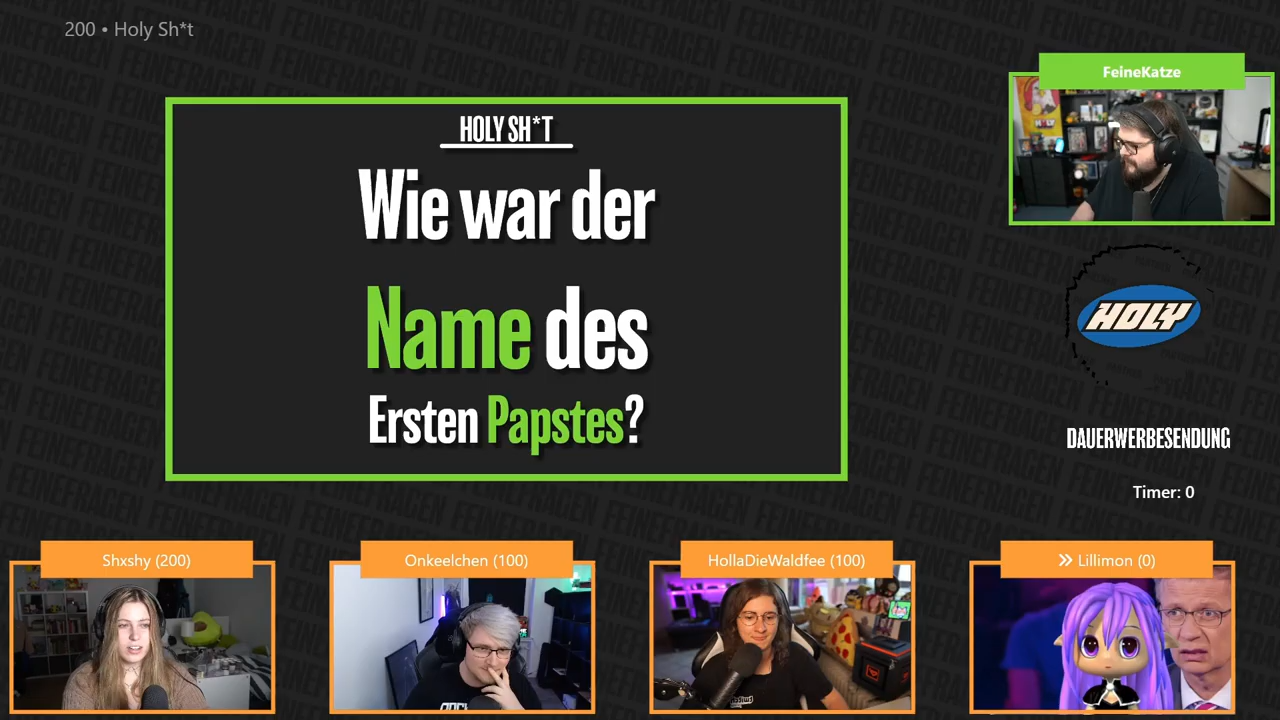 200 • Holy Sh*t
FeineKatze
HOLY SH*T
Wie war der
Name des
Ersten Papstes?
HOLY
DAUERWERBESENDUNG
Timer: 0
Shxshy (200)
Onkeelchen (100)
HollaDieWaldfee (100)
Lillimon (0)